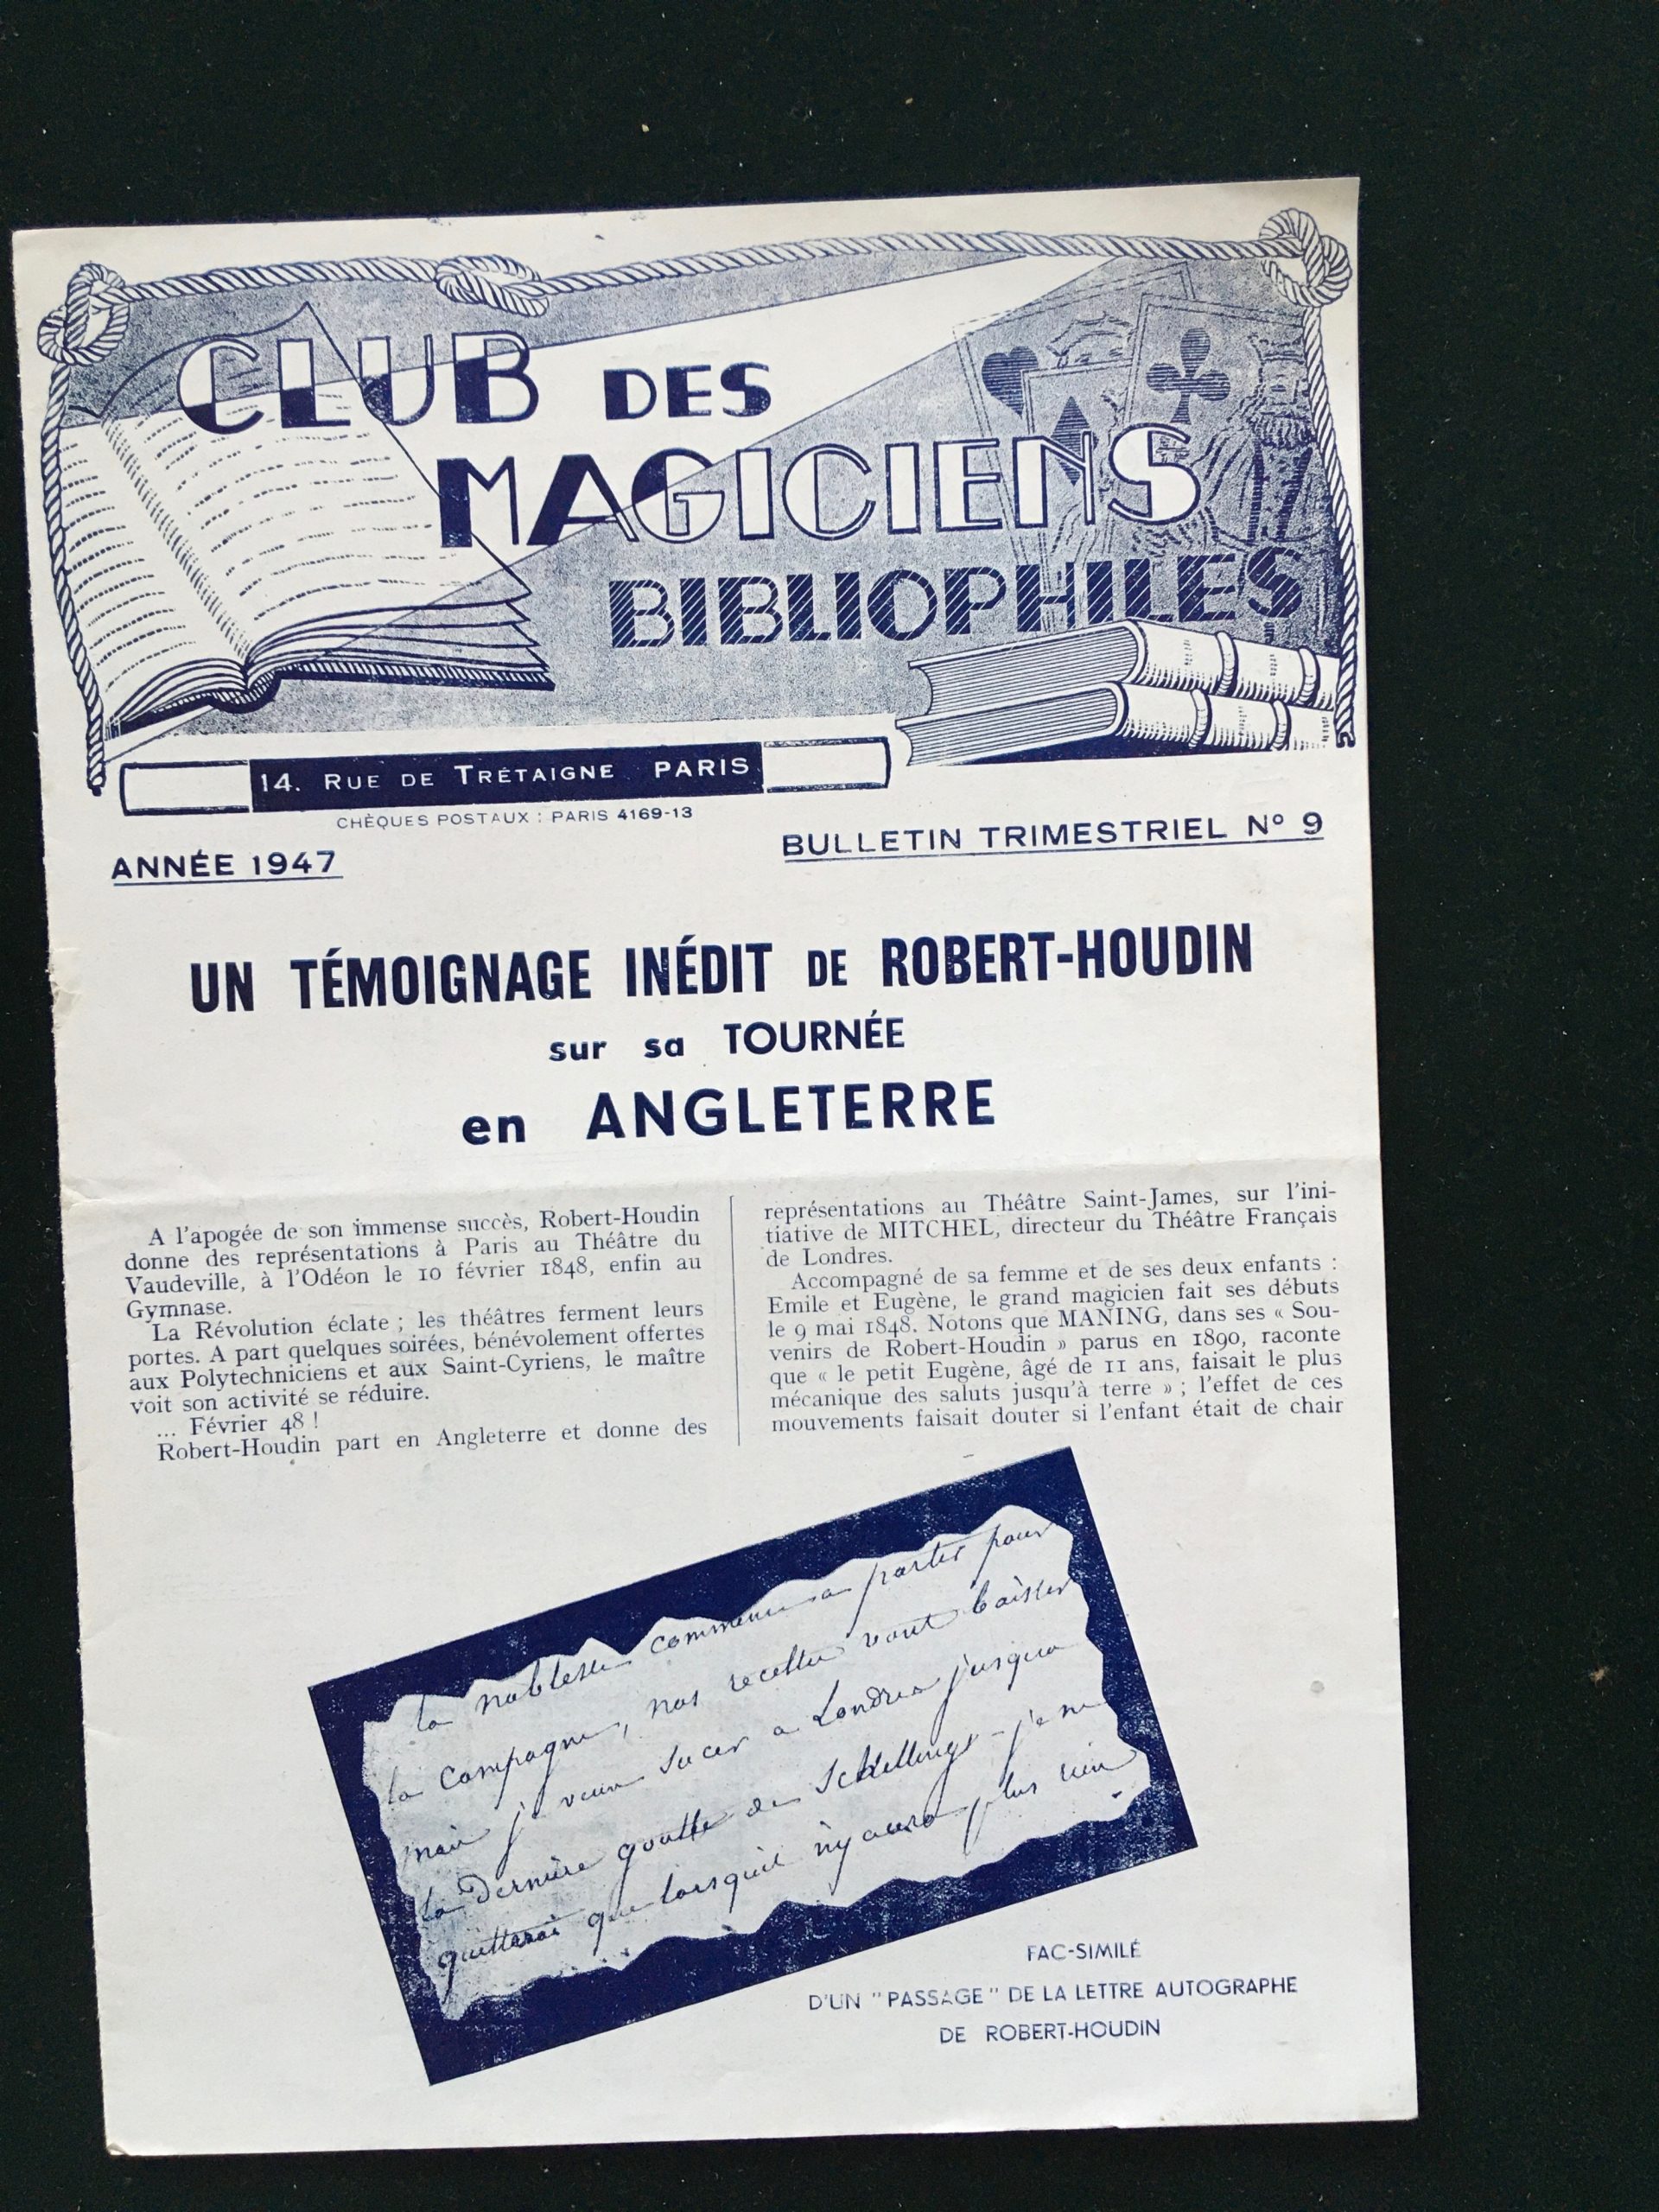 CLUB DES
MAGICIENS
BIBLIOPHILES
14. RUE DE TRÉTAIGNE PARIS
CHÈQUES POSTAUX : PARIS 4169-13
ANNÉE 1947
BULLETIN TRIMESTRIEL N° 9
UN TÉMOIGNAGE INÉDIT DE ROBERT-HOUDIN
sur sa TOURNÉE
en ANGLETERRE
A l'apogée de son immense succès, Robert-Houdin
donne des représentations à Paris au Théâtre du
Vaudeville, à l'Odéon le 10 février 1848, enfin au
Gymnase.
La Révolution éclate ; les théâtres ferment leurs
portes. A part quelques soirées, bénévolement offertes
aux Polytechniciens et aux Saint-Cyriens, le maître
voit son activité se réduire.
... Février 48 !
Robert-Houdin part en Angleterre et donne des
représentations au Théâtre Saint-James, sur l'ini-
tiative de MITCHEL, directeur du Théâtre Français
de Londres.
Accompagné de sa femme et de ses deux enfants :
Emile et Eugène, le grand magicien fait ses débuts
le 9 mai 1848. Notons que MANING, dans ses « Sou-
venirs de Robert-Houdin » parus en 1890, raconte
que « le petit Eugène, âgé de 11 ans, faisait le plus
mécanique des saluts jusqu'à terre » ; l'effet de ces
mouvements faisait douter si l'enfant était de chair
la noblesse commence a partir pour
la campagne, nos recettes vont baisser
mais je veux sucer a Londres jusqua
la dernière goutte de Schellings - je ne
quitterai que lorsquil n'y aura plus rien
FAC-SIMILÉ
D'UN "PASSAGE" DE LA LETTRE AUTOGRAPHE
DE ROBERT-HOUDIN